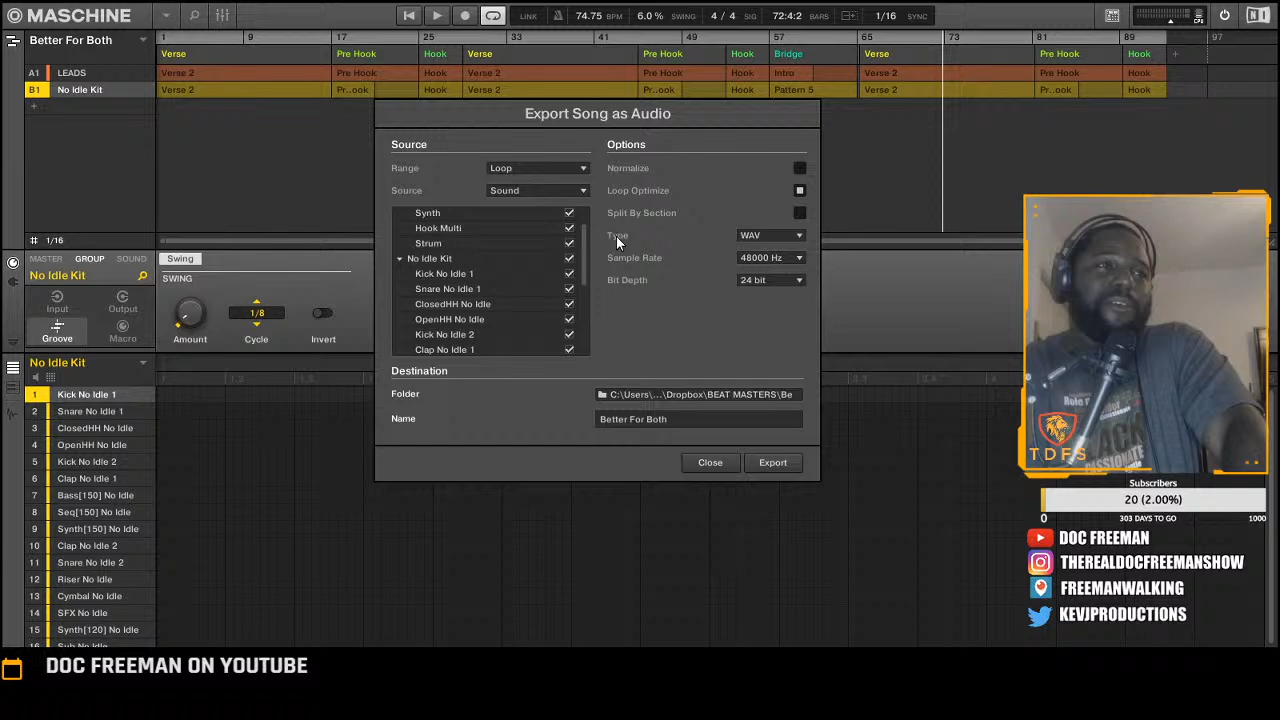 MASCHINE
LINK 74.75 BPM 6.0 % SWING 4 / 4 SIG 72:4:2 BARS 1/16 SYNC
Better For Both
1 9 17 25 33 41 49 57 65 73 81 89 97
Verse Pre Hook Hook Verse Pre Hook Hook Bridge Verse Pre Hook Hook
A1 LEADS Verse 2 Pre Hook Hook Verse 2 Pre Hook Hook Intro Verse 2 Pre Hook Hook
B1 No Idle Kit Verse 2 Pr..ook Hook Verse 2 Pr..ook Hook Pattern 5 Verse 2 Pr..ook Hook
Export Song as Audio
Source Options
Range Loop Normalize
Source Sound Loop Optimize
Synth Split By Section
Hook Multi
Strum Type WAV
No Idle Kit Sample Rate 48000 Hz
Kick No Idle 1 Bit Depth 24 bit
Snare No Idle 1
ClosedHH No Idle
OpenHH No Idle
Kick No Idle 2
Clap No Idle 1
Destination
Folder C:\Users\...\Dropbox\BEAT MASTERS\Be
Name Better For Both
Close Export
# 1/16
MASTER GROUP SOUND Swing
No Idle Kit SWING
Input Output 1/8
Groove Macro Amount Cycle Invert
No Idle Kit
1 Kick No Idle 1
2 Snare No Idle 1
3 ClosedHH No Idle
4 OpenHH No Idle
5 Kick No Idle 2
6 Clap No Idle 1
7 Bass[150] No Idle
8 Seq[150] No Idle
9 Synth[150] No Idle
10 Clap No Idle 2
11 Snare No Idle 2
12 Riser No Idle
13 Cymbal No Idle
14 SFX No Idle
15 Synth[120] No Idle
16 Sub No Idle
TDFS
PASSIONATE
Subscribers
20 (2.00%)
0 303 DAYS TO GO 1000
DOC FREEMAN
THEREALDOCFREEMANSHOW
FREEMANWALKING
KEVJPRODUCTIONS
DOC FREEMAN ON YOUTUBE